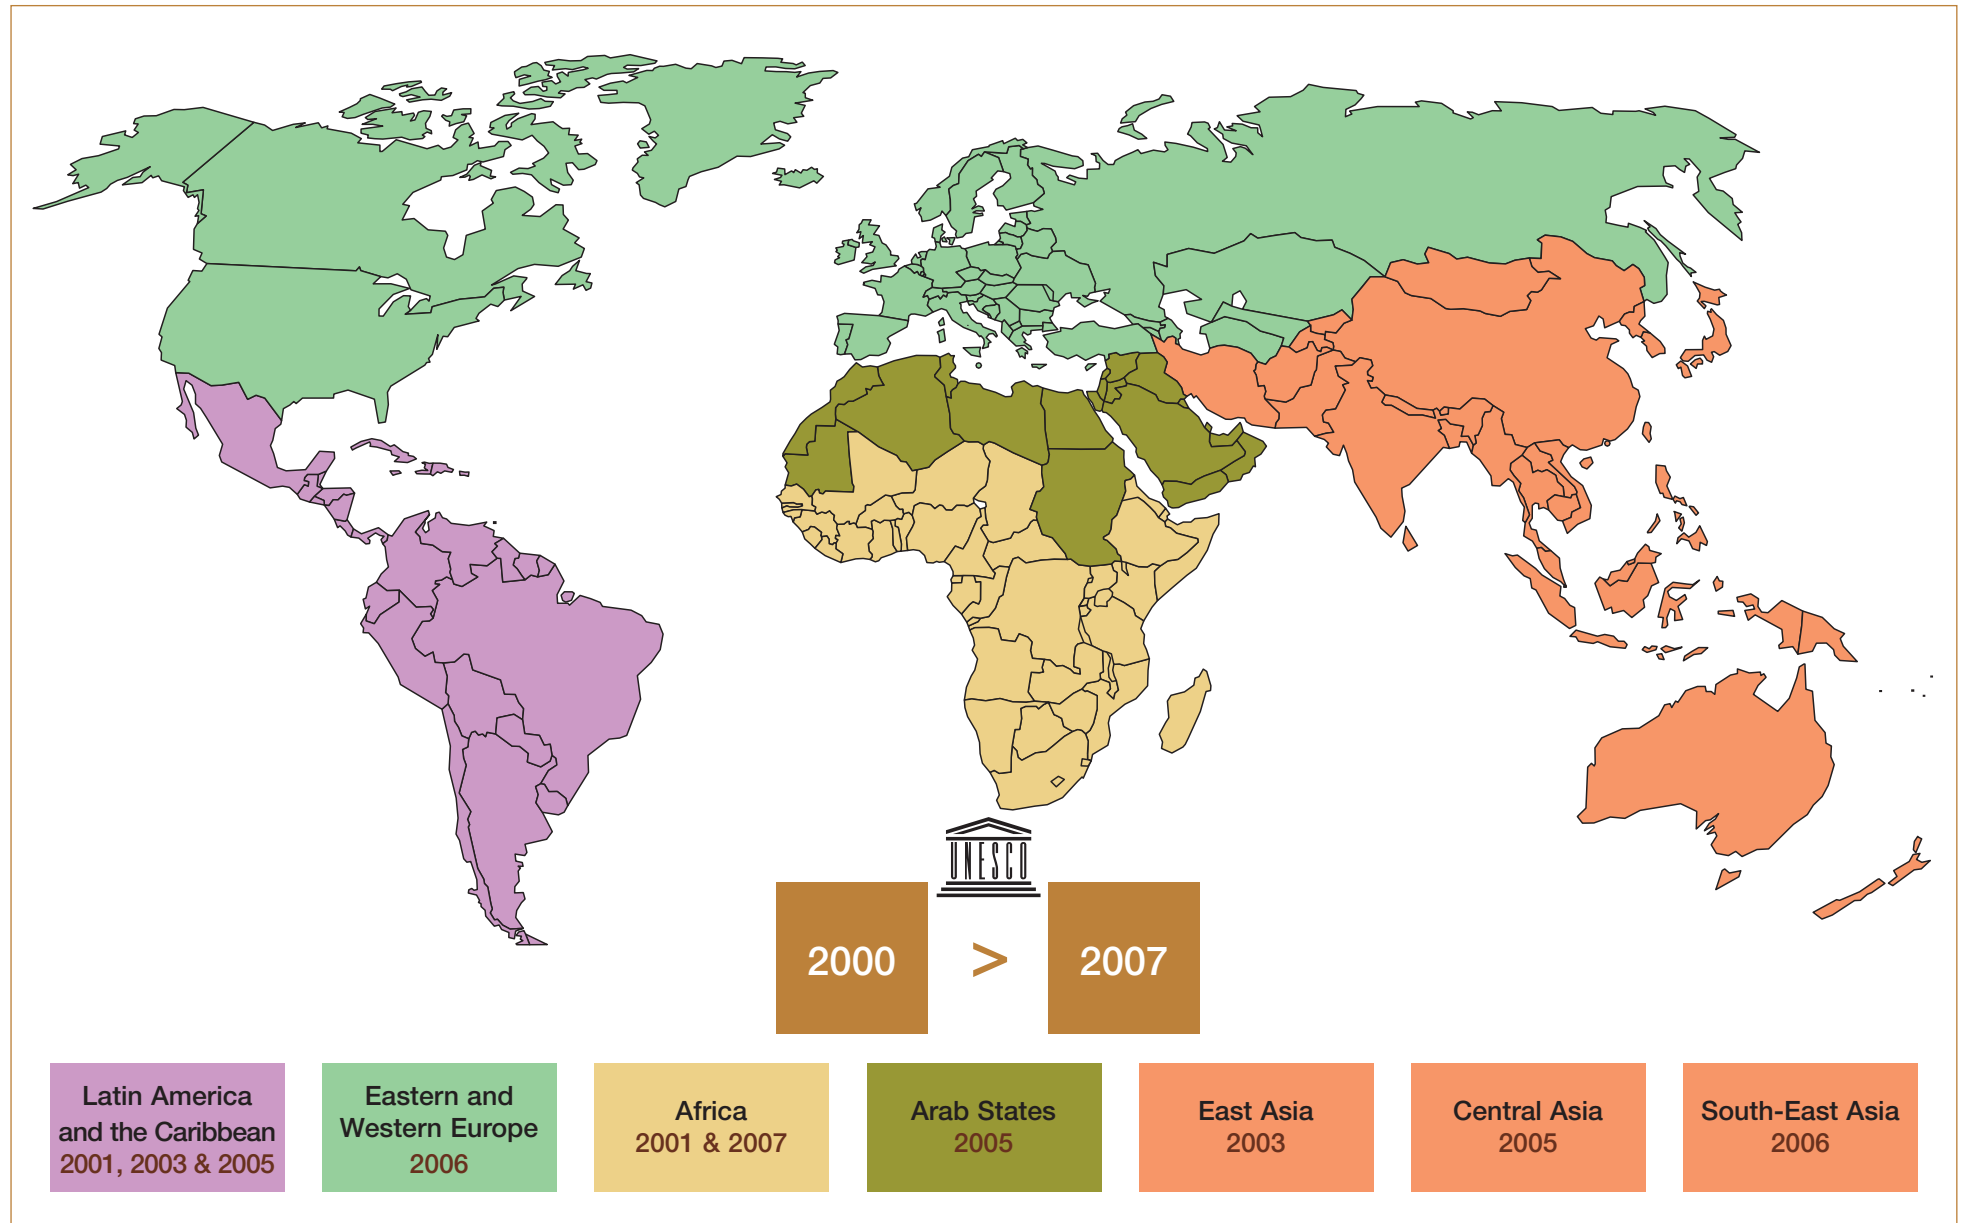 UNESCO
2000 > 2007
Latin America
and the Caribbean
2001, 2003 & 2005
Eastern and
Western Europe
2006
Africa
2001 & 2007
Arab States
2005
East Asia
2003
Central Asia
2005
South-East Asia
2006